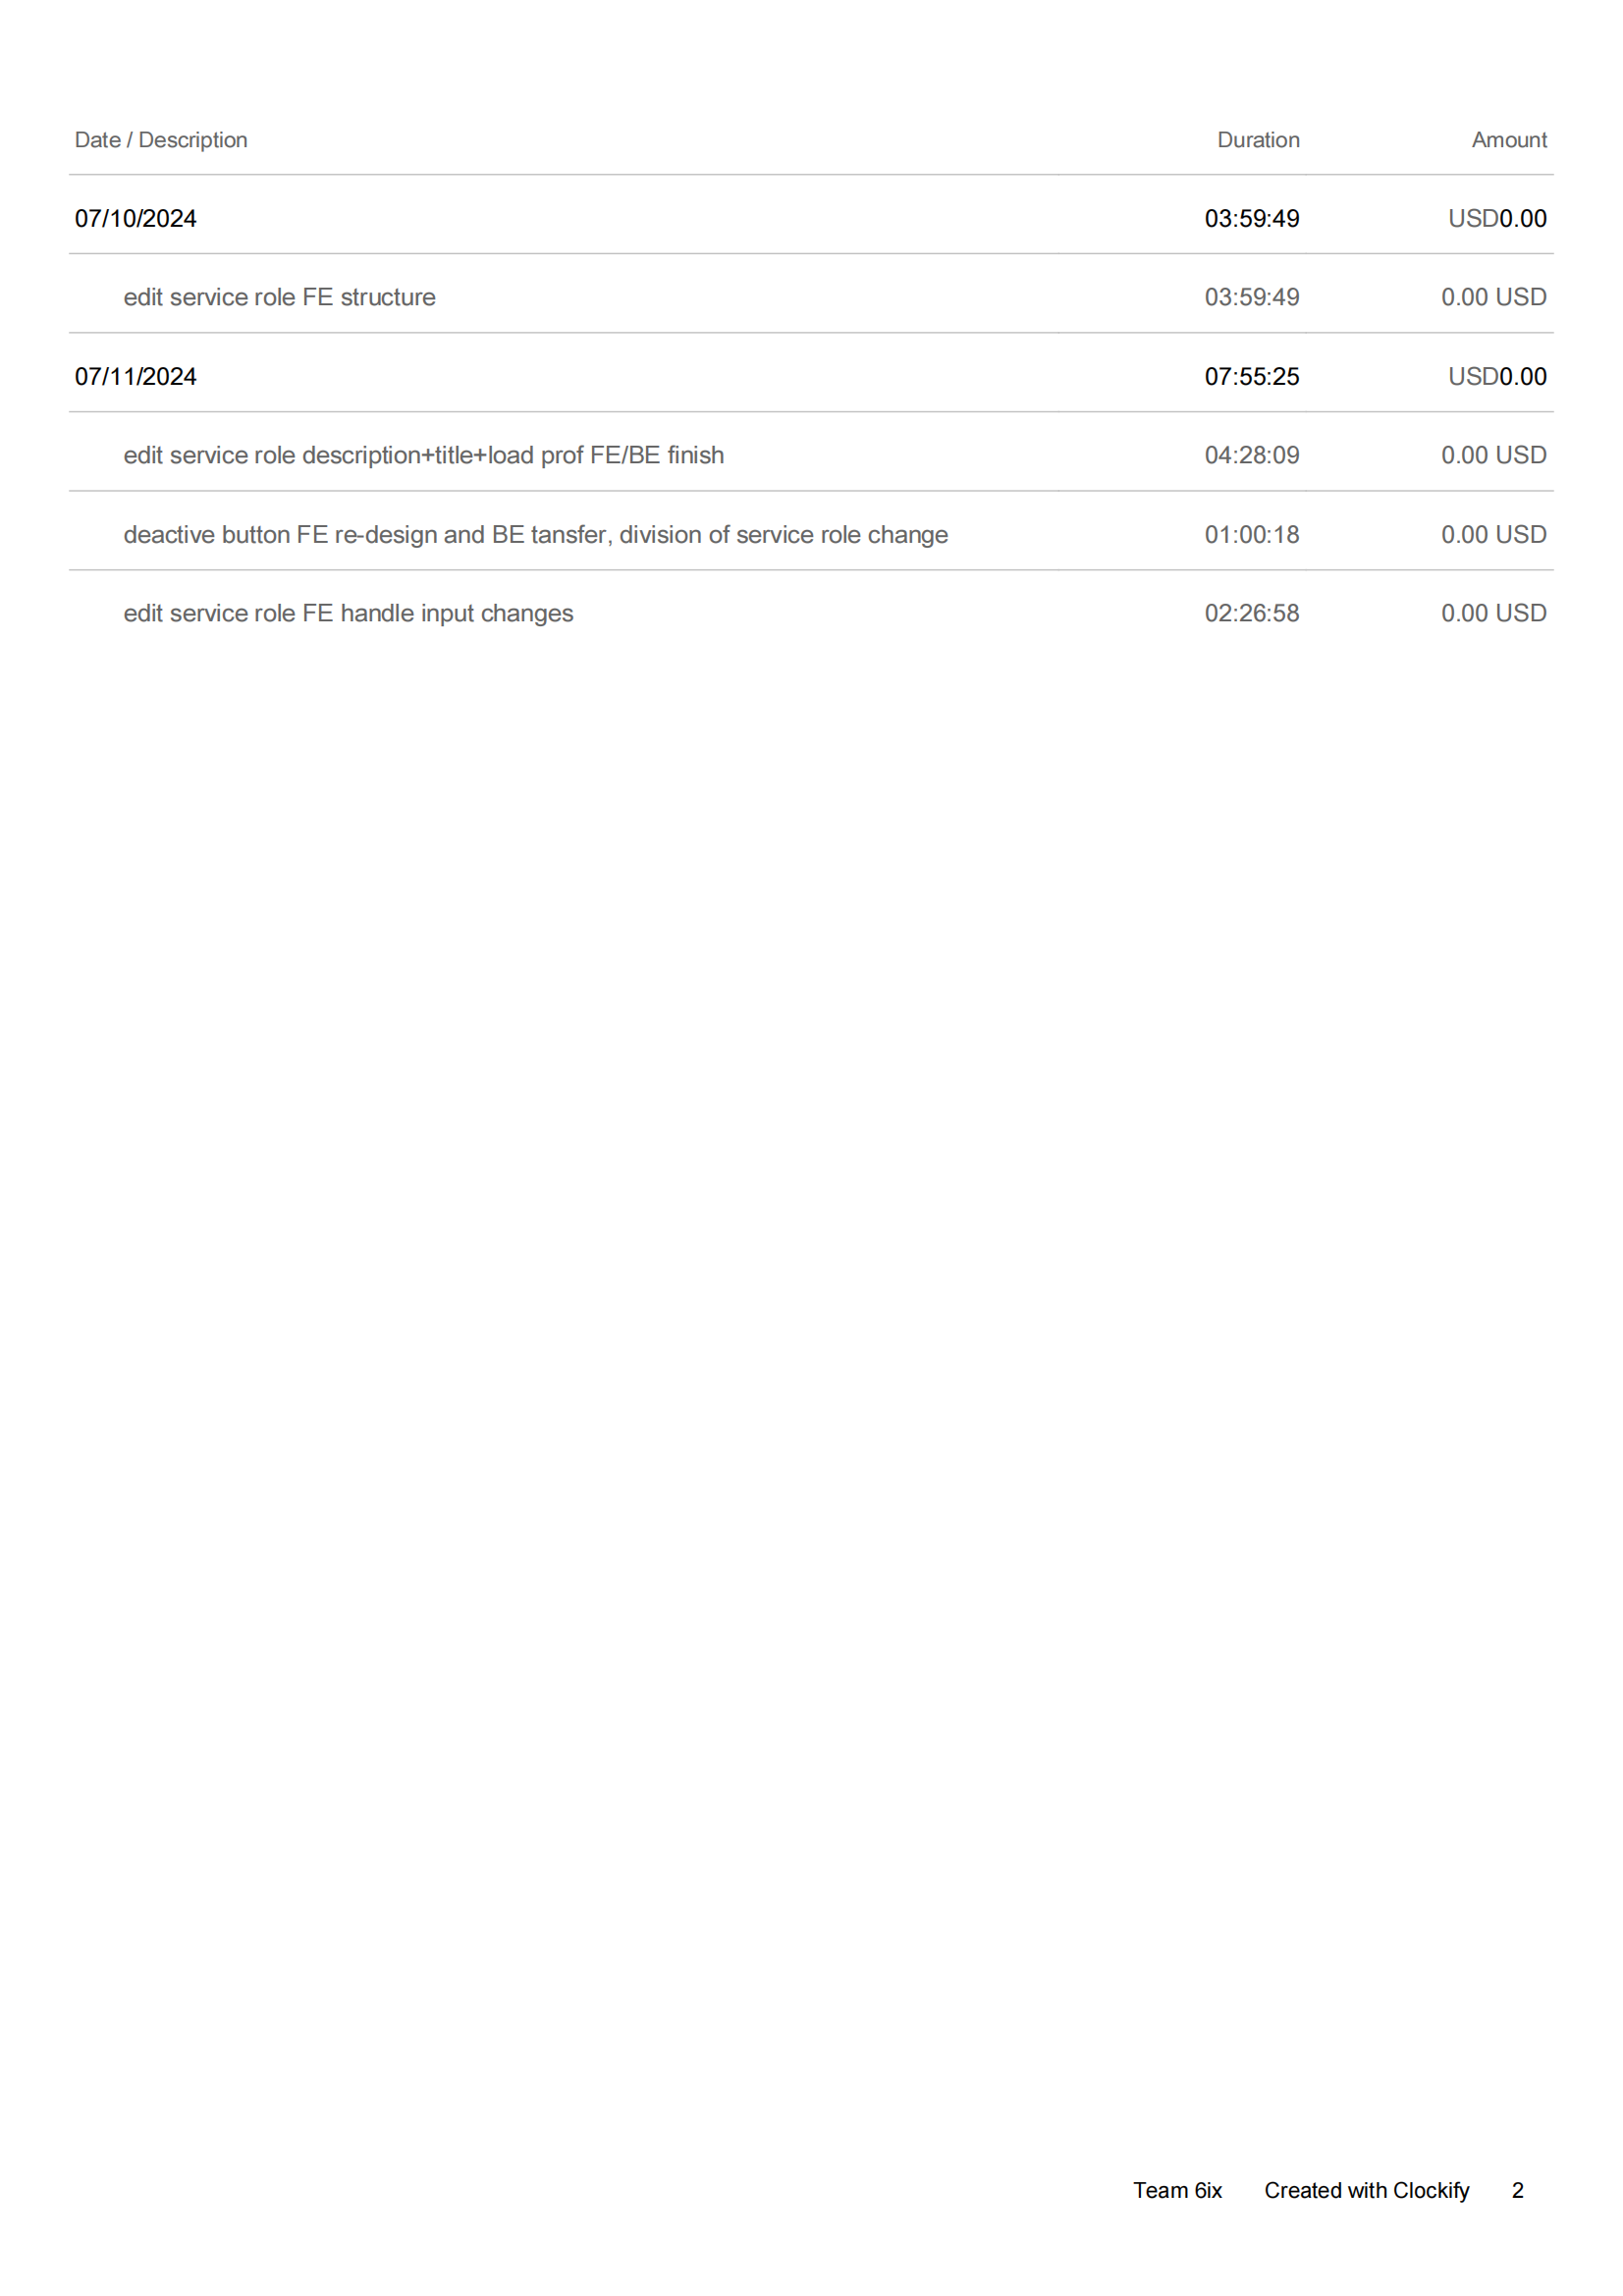 Date / Description Duration Amount
07/10/2024 03:59:49 USD0.00
edit service role FE structure 03:59:49 0.00 USD
07/11/2024 07:55:25 USD0.00
edit service role description+title+load prof FE/BE finish 04:28:09 0.00 USD
deactive button FE re-design and BE tansfer, division of service role change 01:00:18 0.00 USD
edit service role FE handle input changes 02:26:58 0.00 USD
Team 6ix Created with Clockify 2